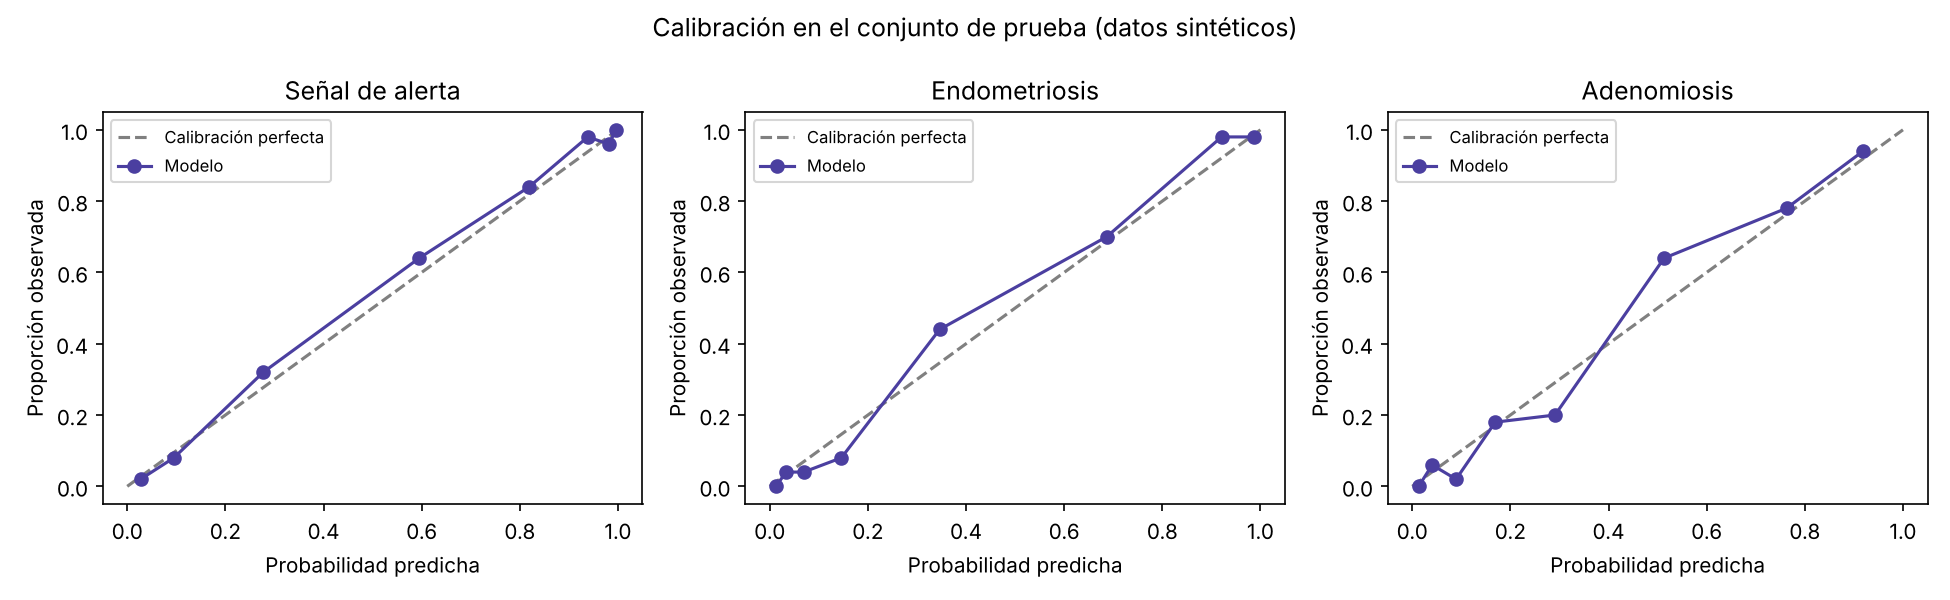 Calibración en el conjunto de prueba (datos sintéticos)
Señal de alerta
Calibración perfecta
Modelo
1.0
0.8
0.6
0.4
0.2
0.0
Proporción observada
0.0 0.2 0.4 0.6 0.8 1.0
Probabilidad predicha
Endometriosis
Calibración perfecta
Modelo
1.0
0.8
0.6
0.4
0.2
0.0
Proporción observada
0.0 0.2 0.4 0.6 0.8 1.0
Probabilidad predicha
Adenomiosis
Calibración perfecta
Modelo
1.0
0.8
0.6
0.4
0.2
0.0
Proporción observada
0.0 0.2 0.4 0.6 0.8 1.0
Probabilidad predicha